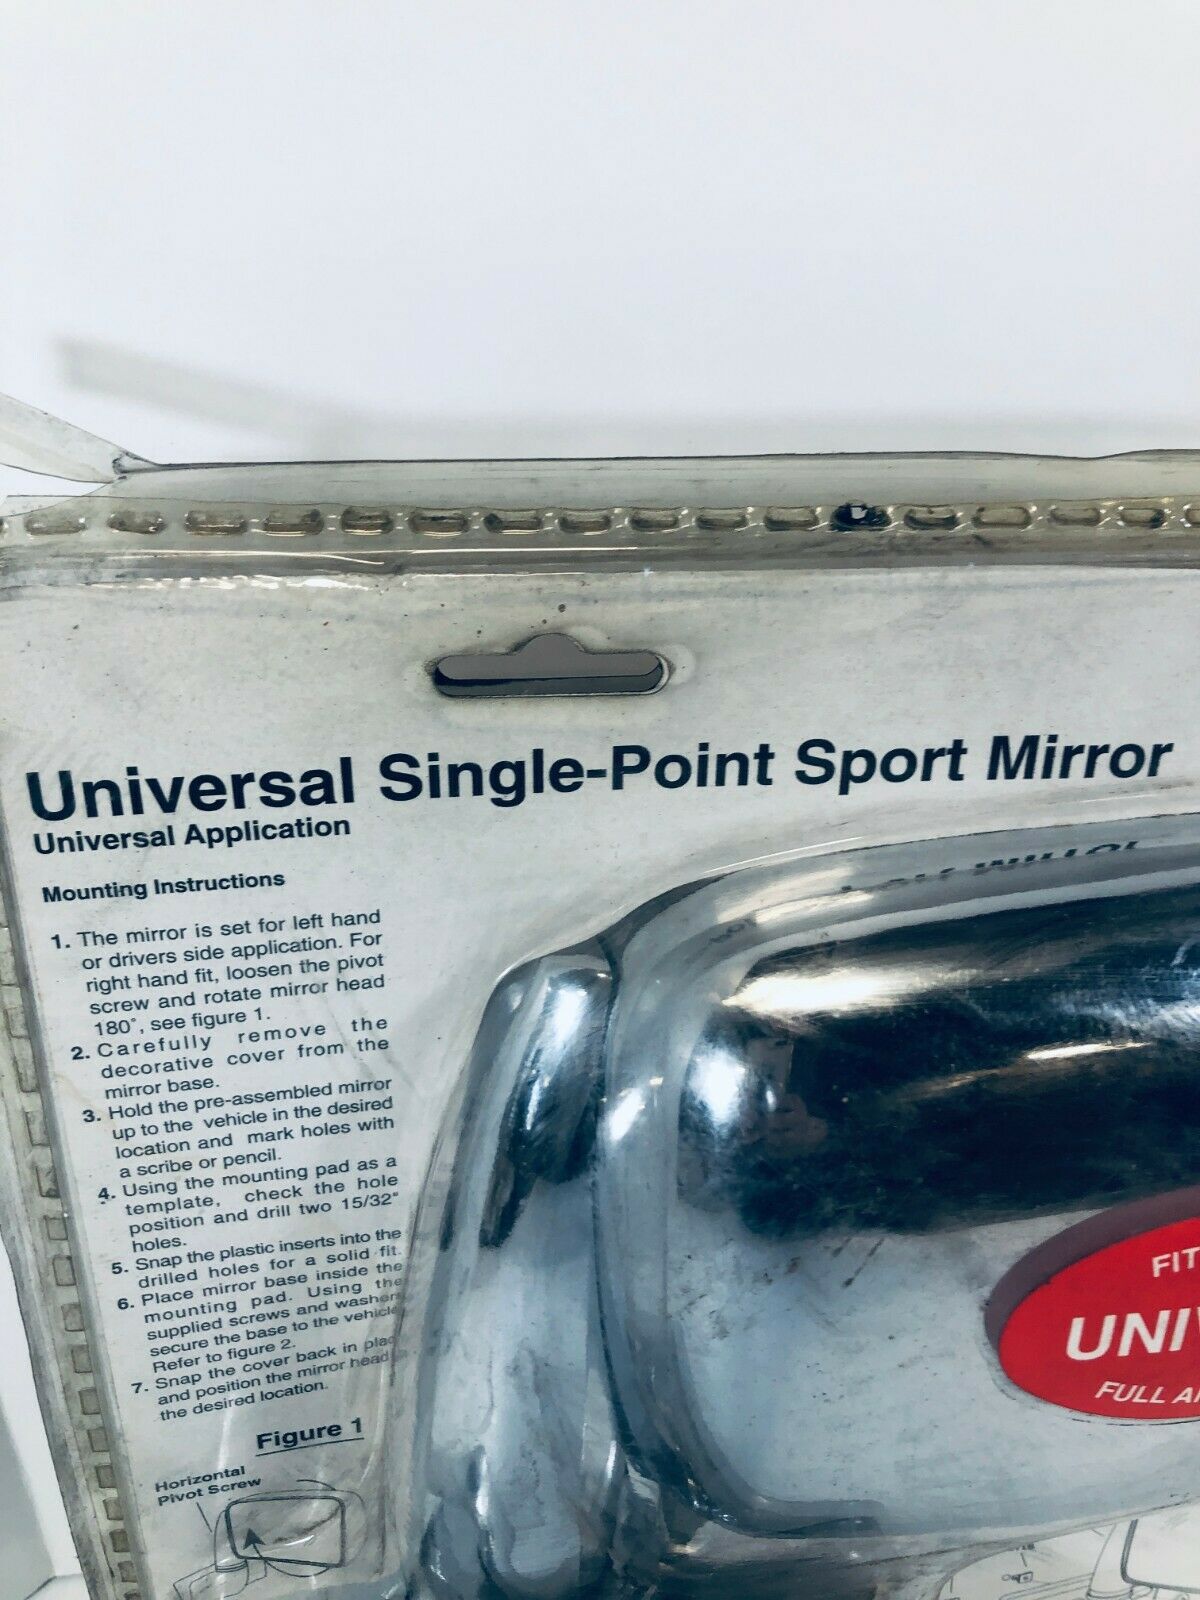 Universal Single-Point Sport Mirror
Universal Application
Mounting Instructions
1. The mirror is set for left hand
or drivers side application. For
right hand fit, loosen the pivot
screw and rotate mirror head
180°, see figure 1.
2. Carefully remove the
decorative cover from the
mirror base.
3. Hold the pre-assembled mirror
up to the vehicle in the desired
location and mark holes with
a scribe or pencil.
4. Using the mounting pad as a
template, check the hole
position and drill two 15/32"
holes.
5. Snap the plastic inserts into the
drilled holes for a solid fit.
6. Place mirror base inside the
mounting pad. Using the
supplied screws and washers
secure the base to the vehicle.
Refer to figure 2.
7. Snap the cover back in place
and position the mirror head in
the desired location.
Figure 1
Horizontal
Pivot Screw
FIT
UNI
FULL